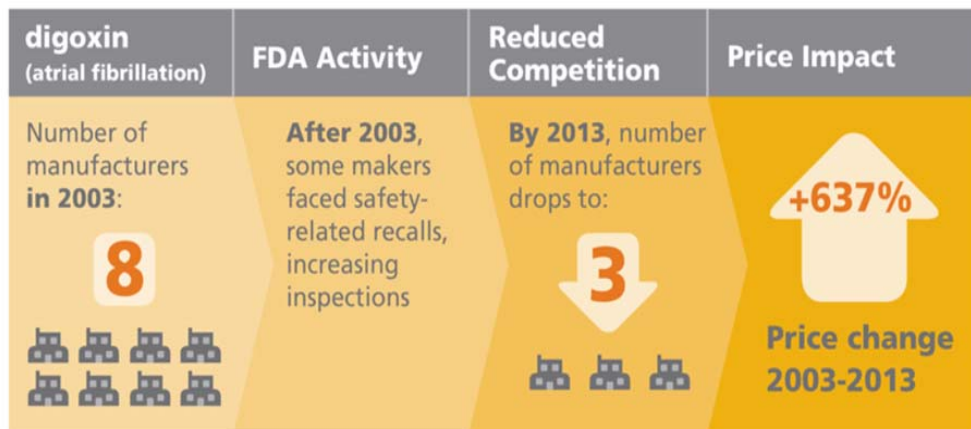 digoxin
(atrial fibrillation)
FDA Activity
Reduced
Competition
Price Impact
Number of
manufacturers
in 2003:
8
After 2003,
some makers
faced safety-
related recalls,
increasing
inspections
By 2013, number
of manufacturers
drops to:
3
+637%
Price change
2003-2013